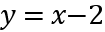 y = x−2